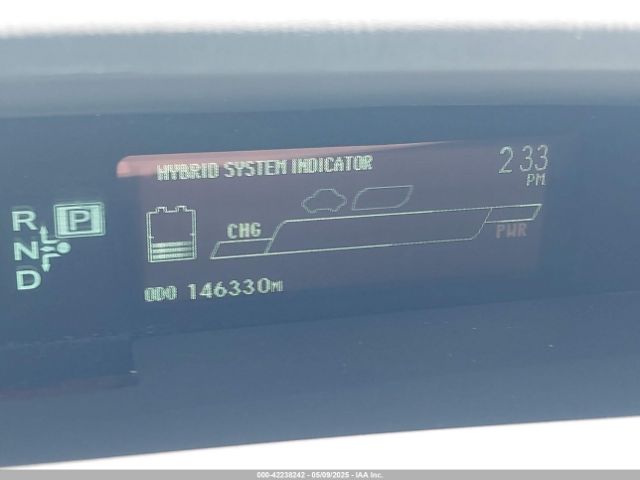 HYBRID SYSTEM INDICATOR
2 33
PM
R P
N
D
CHG
PWR
ODO 146330MI
000-42238242 - 05/09/2025 - IAA Inc.